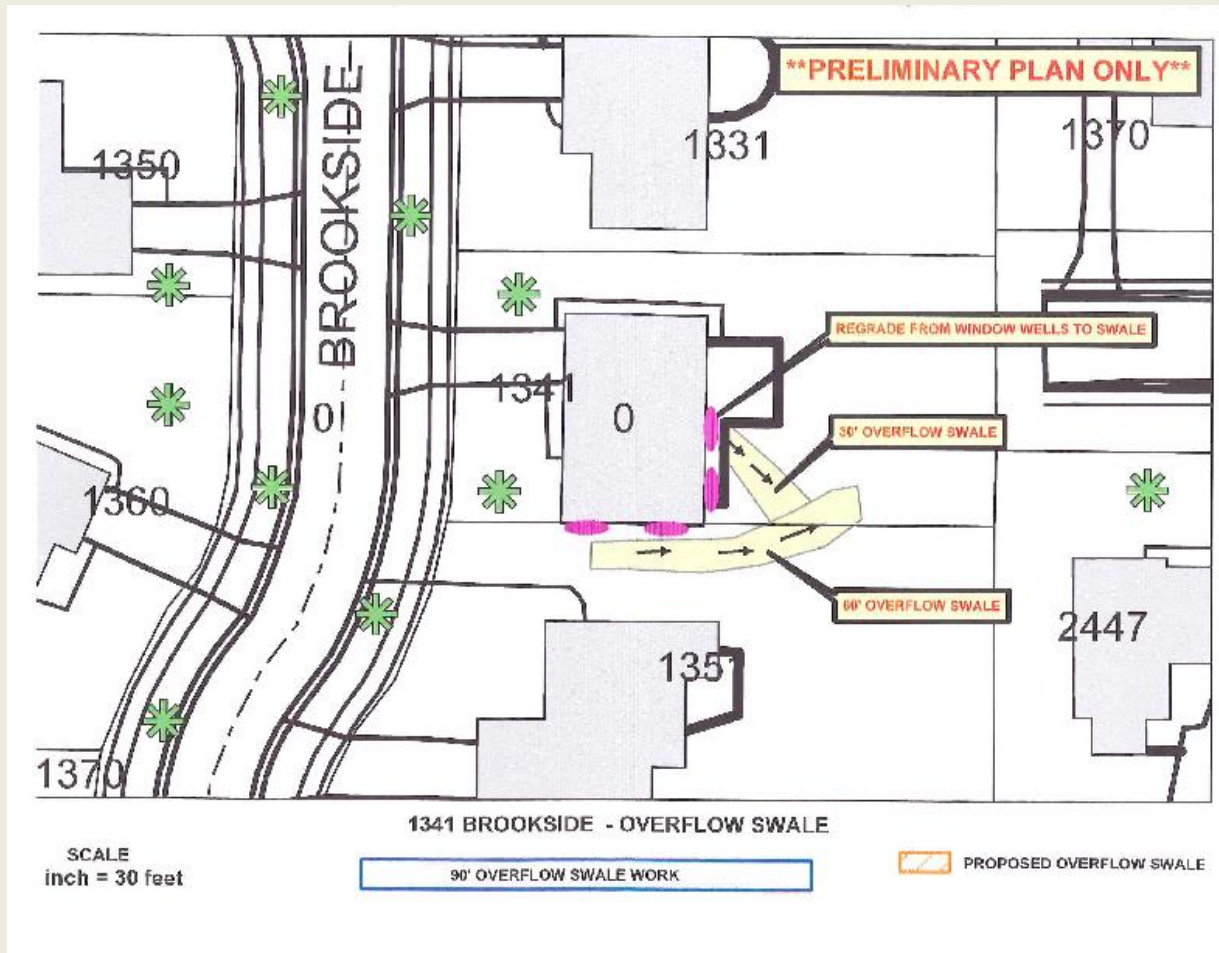 **PRELIMINARY PLAN ONLY**
1350
BROOKSIDE
1331
1370
REGRADE FROM WINDOW WELLS TO SWALE
1341
0
0
30' OVERFLOW SWALE
1360
60' OVERFLOW SWALE
1351
2447
1370
1341 BROOKSIDE - OVERFLOW SWALE
SCALE
inch = 30 feet
90' OVERFLOW SWALE WORK
PROPOSED OVERFLOW SWALE